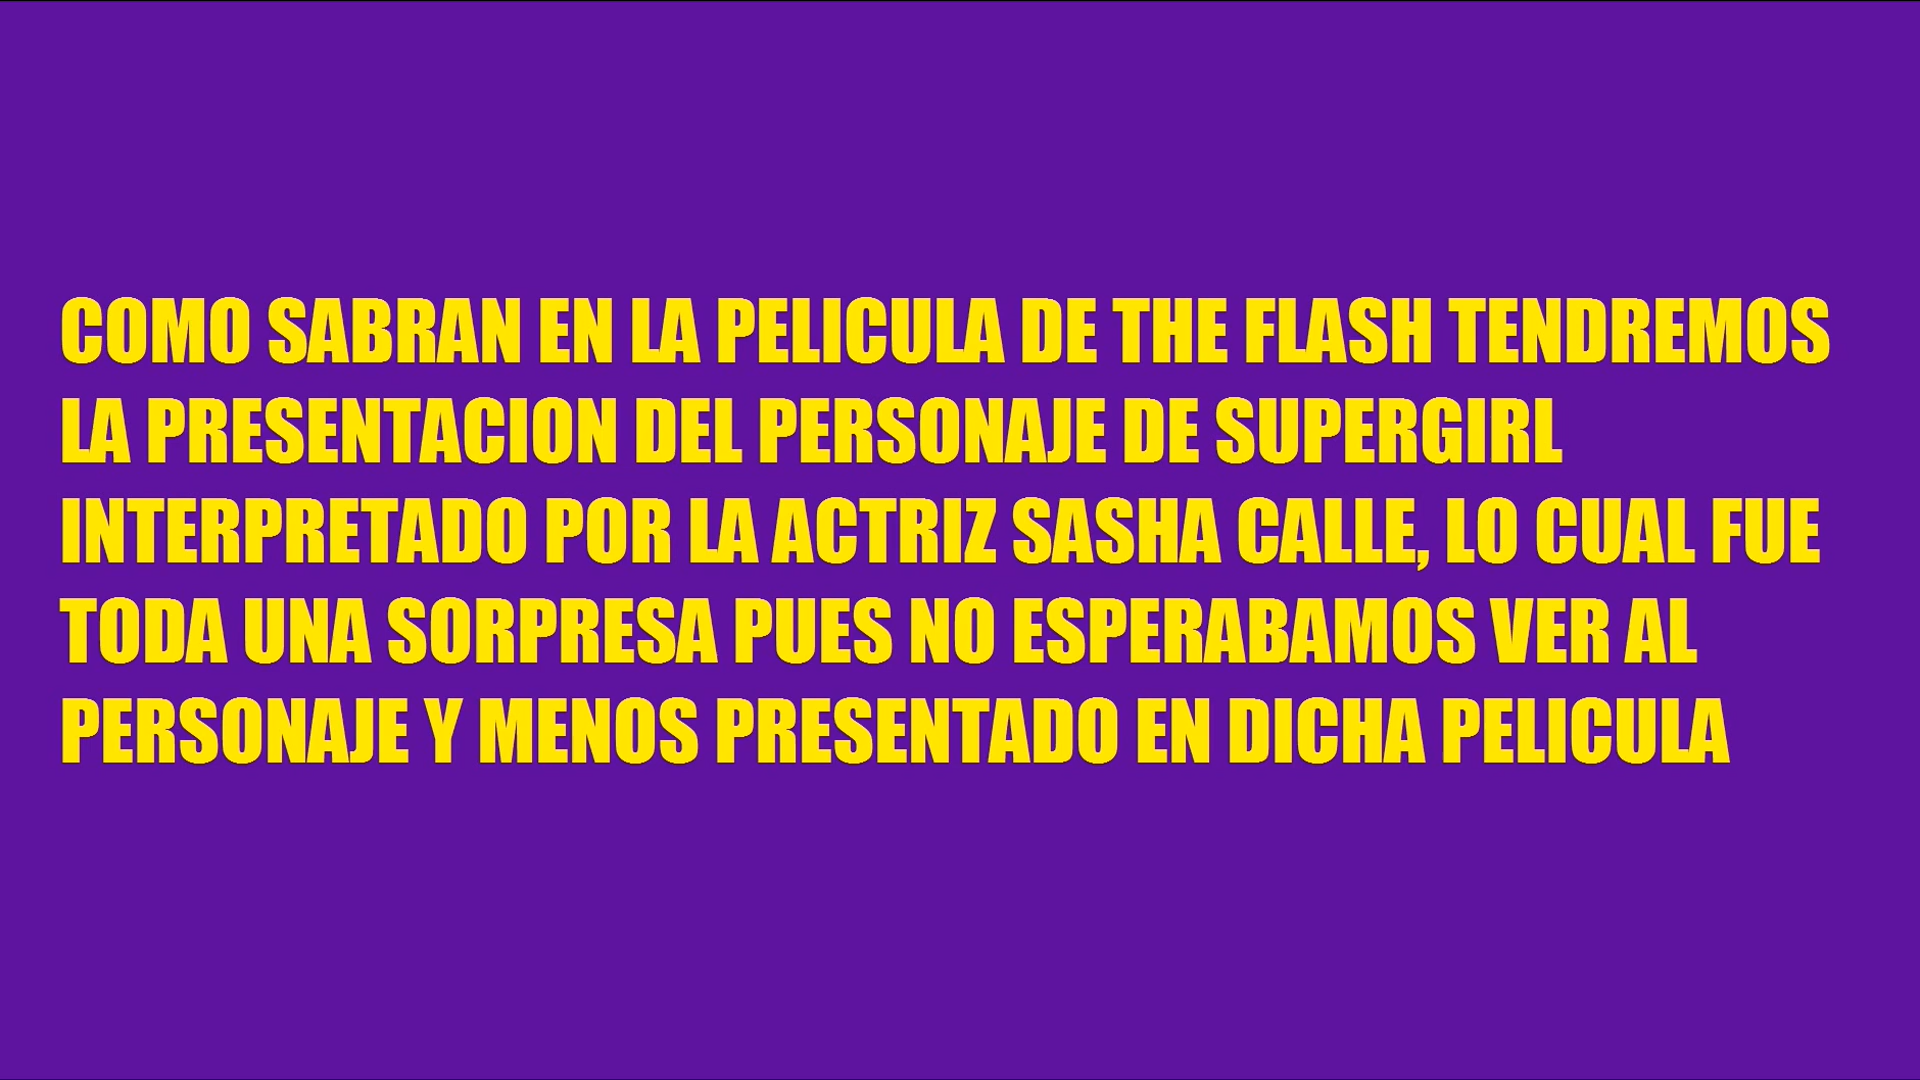 COMO SABRAN EN LA PELICULA DE THE FLASH TENDREMOS
LA PRESENTACION DEL PERSONAJE DE SUPERGIRL
INTERPRETADO POR LA ACTRIZ SASHA CALLE, LO CUAL FUE
TODA UNA SORPRESA PUES NO ESPERABAMOS VER AL
PERSONAJE Y MENOS PRESENTADO EN DICHA PELICULA